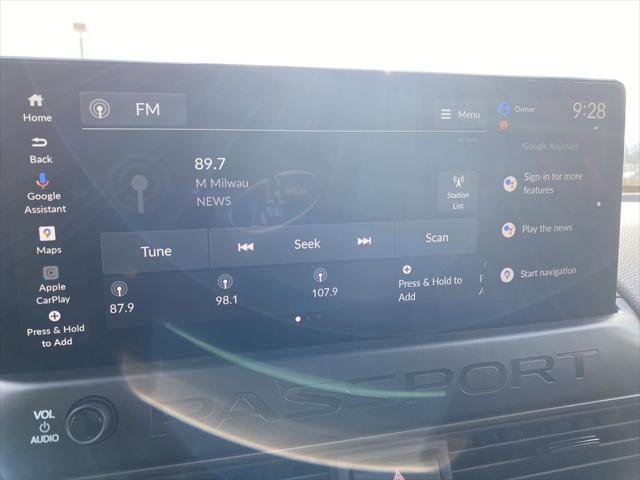 Home
FM
Menu
Owner
9:28
Back
Google Assistant
89.7
M Milwau
NEWS
Google
Assistant
Station
List
Sign-in for more
features
Maps
Tune
Seek
Scan
Play the news
Apple
CarPlay
87.9
98.1
107.9
Press & Hold to
Add
Start navigation
Press & Hold
to Add
PASSPORT
VOL
AUDIO